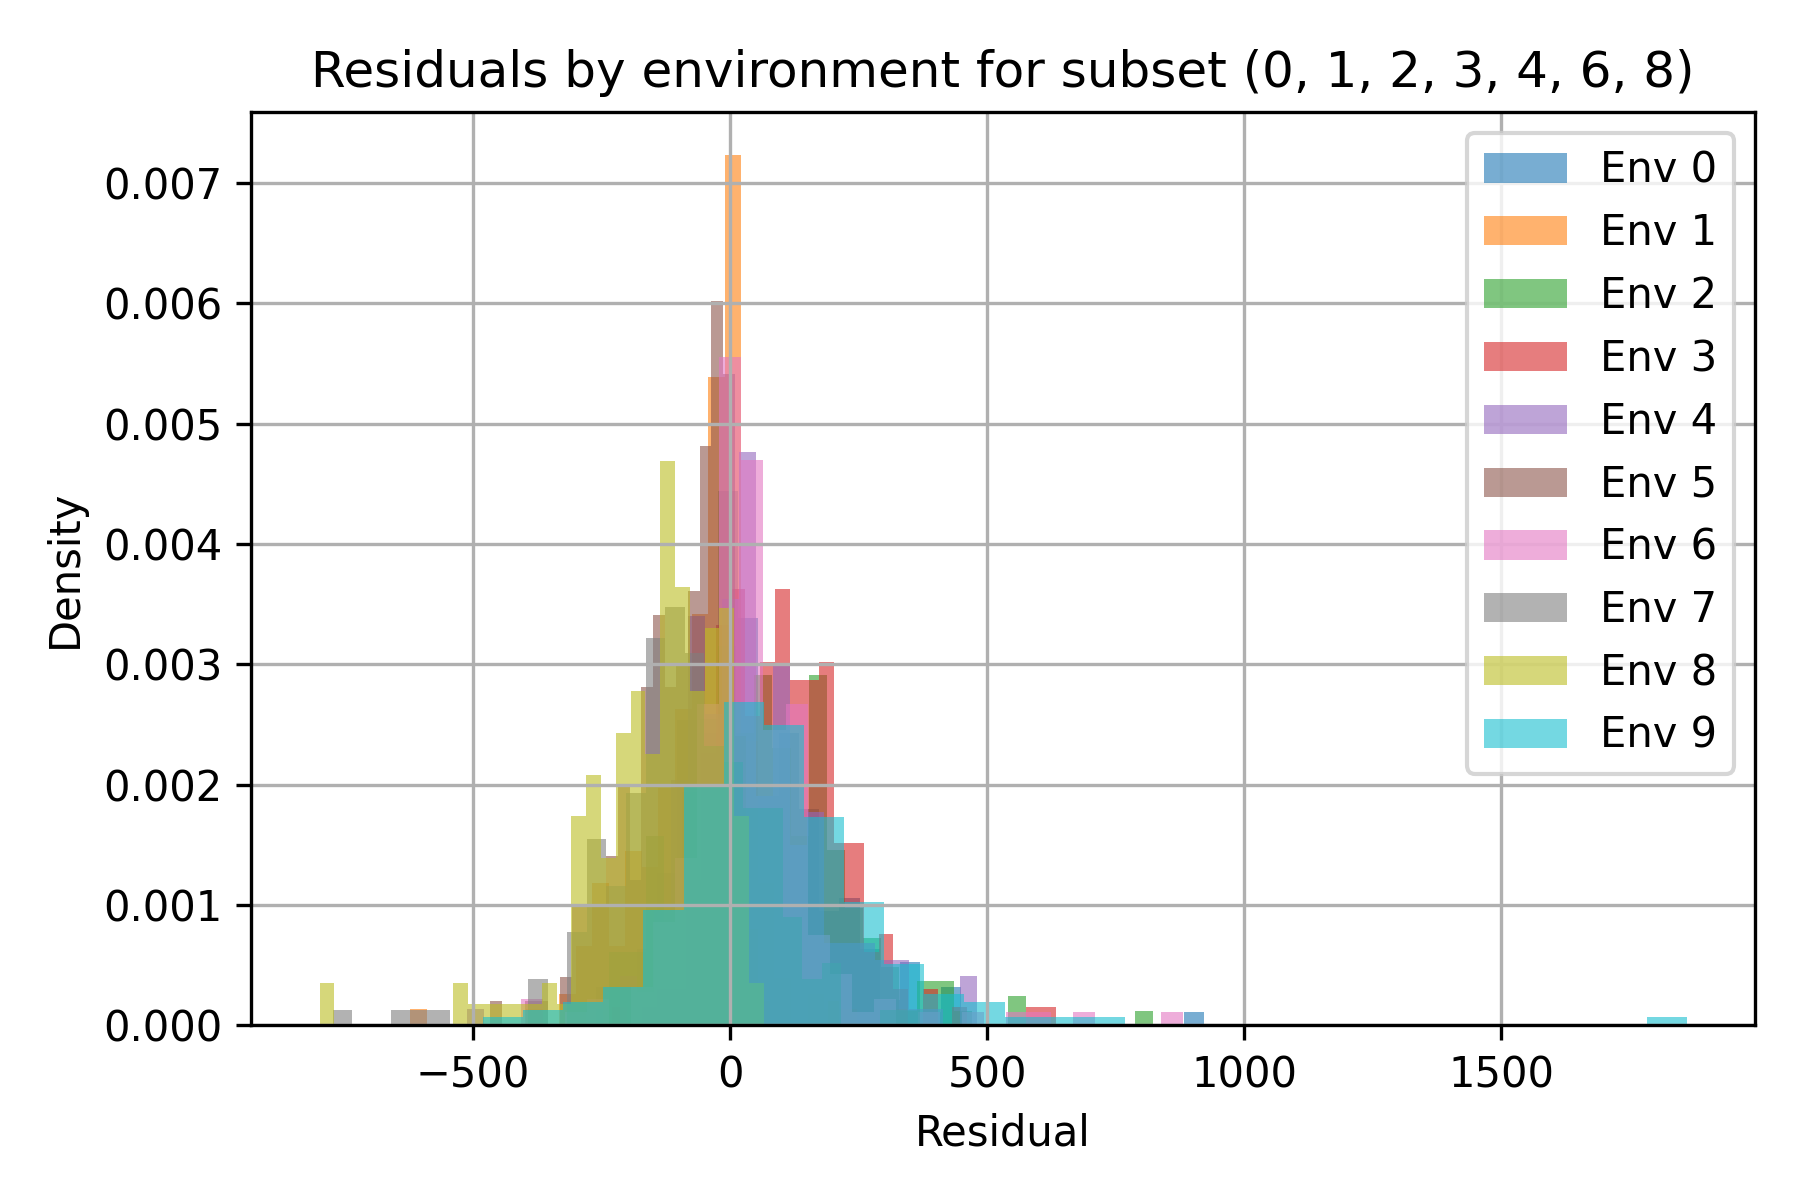 Residuals by environment for subset (0, 1, 2, 3, 4, 6, 8)
0.007
0.006
0.005
0.004
0.003
0.002
0.001
0.000
Density
−500
0
500
1000
1500
Residual
Env 0
Env 1
Env 2
Env 3
Env 4
Env 5
Env 6
Env 7
Env 8
Env 9